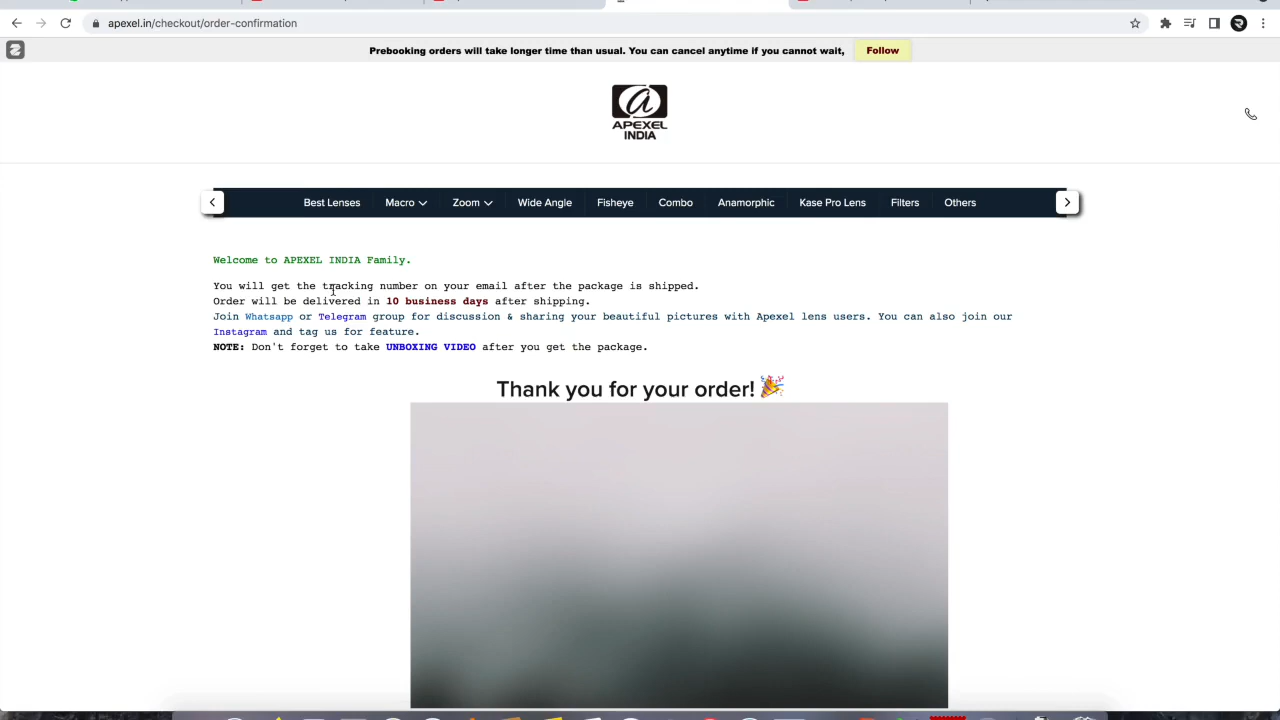 apexel.in/checkout/order-confirmation
Prebooking orders will take longer time than usual. You can cancel anytime if you cannot wait, Follow
a
APEXEL
INDIA
Best Lenses Macro Zoom Wide Angle Fisheye Combo Anamorphic Kase Pro Lens Filters Others
Welcome to APEXEL INDIA Family.
You will get the tracking number on your email after the package is shipped.
Order will be delivered in 10 business days after shipping.
Join Whatsapp or Telegram group for discussion & sharing your beautiful pictures with Apexel lens users. You can also join our
Instagram and tag us for feature.
NOTE: Don't forget to take UNBOXING VIDEO after you get the package.
Thank you for your order! 🎉